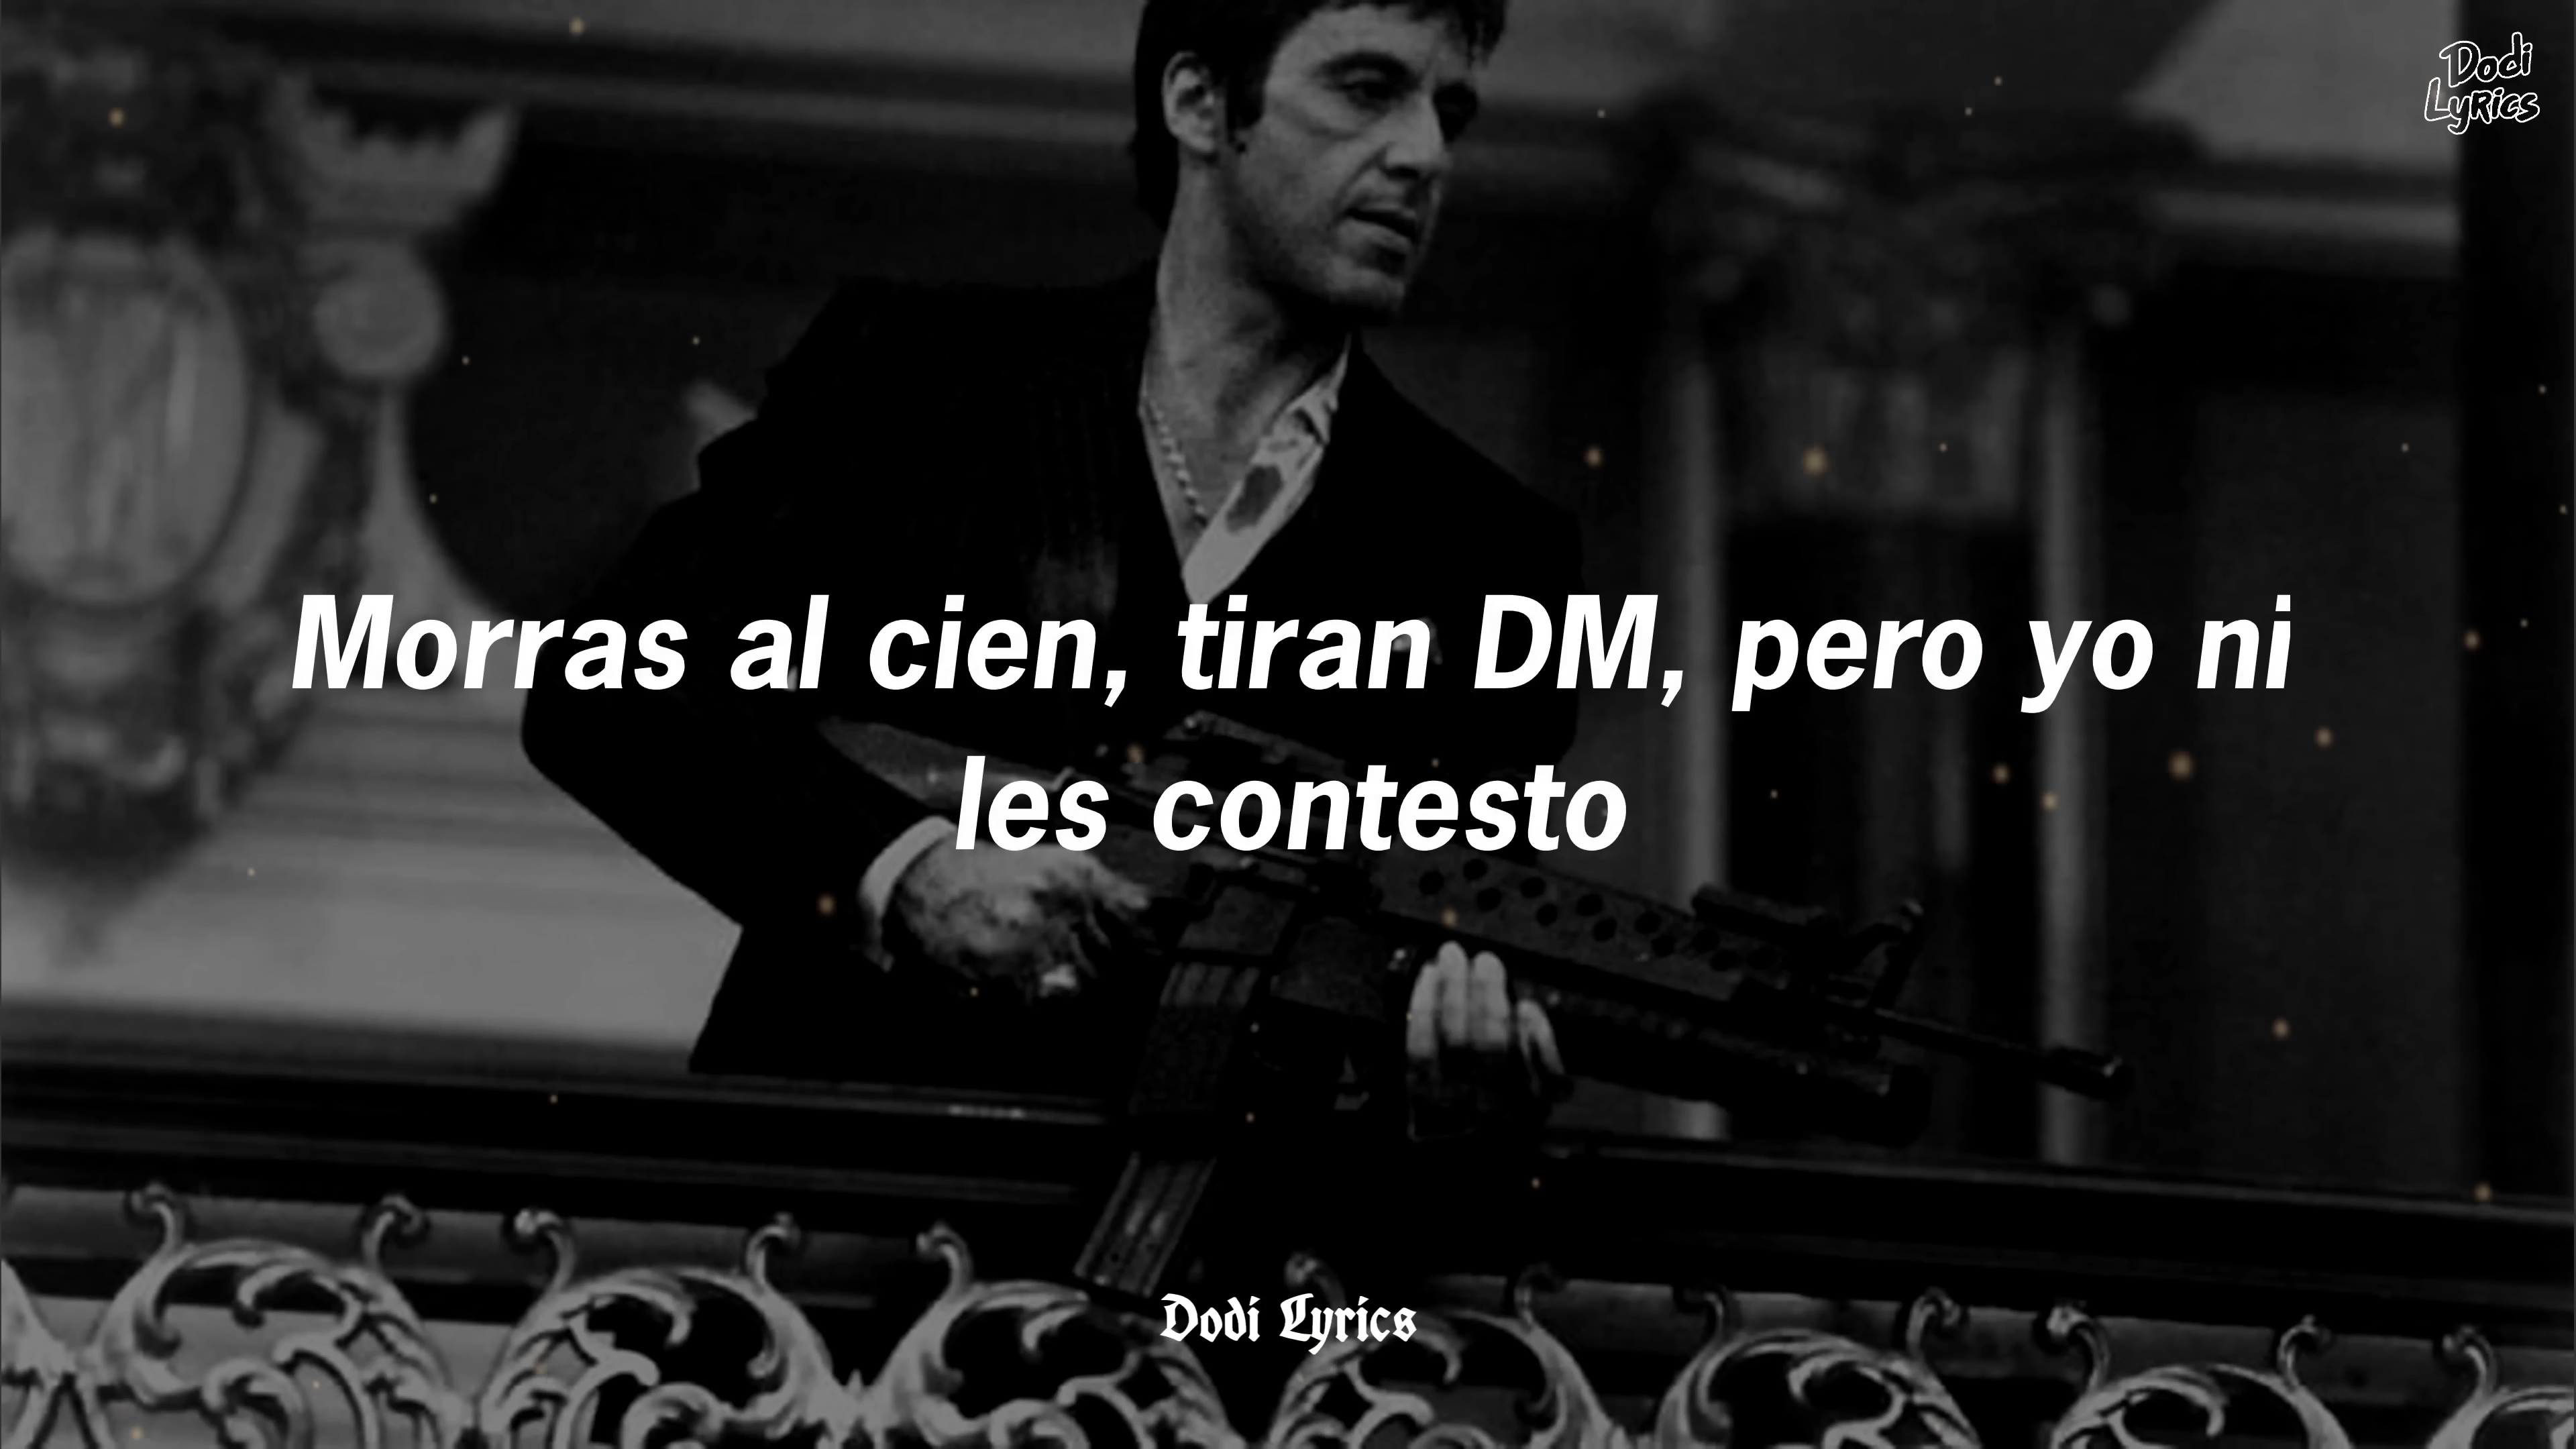 Dodi
Lyrics
Morras al cien, tiran DM, pero yo ni
les contesto
Dodi Lyrics